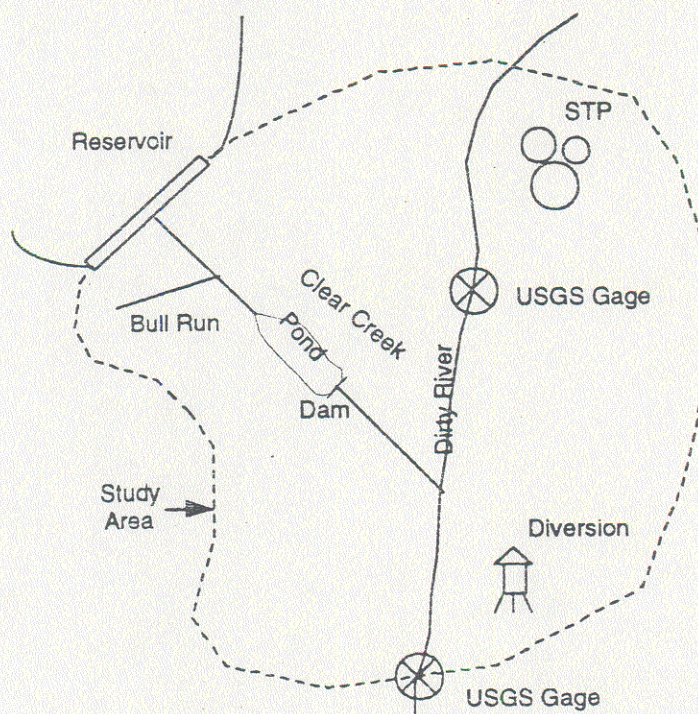 STP
Reservoir
USGS Gage
Clear Creek
Bull Run
Pond
Dirty River
Dam
Study
Area
Diversion
USGS Gage